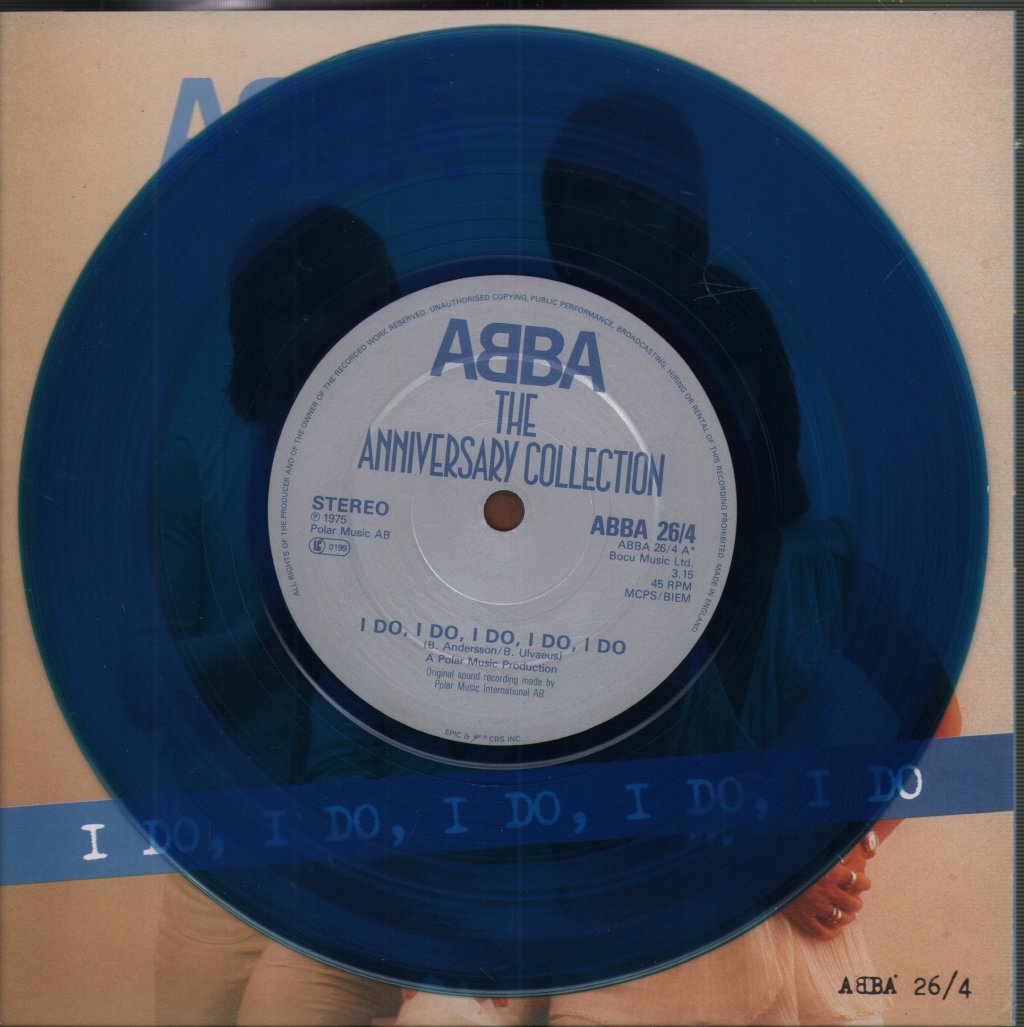 ABBA
ALL RIGHTS OF THE PRODUCER AND OF THE OWNER OF THE RECORDED WORK RESERVED. UNAUTHORISED COPYING, PUBLIC PERFORMANCE, BROADCASTING, HIRING OR RENTAL OF THIS RECORDING PROHIBITED. MADE IN ENGLAND
ABBA
THE
ANNIVERSARY COLLECTION
STEREO
℗ 1975
Polar Music AB
LC 0199
ABBA 26/4
ABBA 26/4 A*
Bocu Music Ltd.
3.15
45 RPM
MCPS/BIEM
I DO, I DO, I DO, I DO, I DO
(B. Andersson/B. Ulvaeus)
A Polar Music Production
Original sound recording made by
Polar Music International AB
EPIC & CBS INC.
I DO, I DO, I DO, I DO, I DO
ABBA 26/4